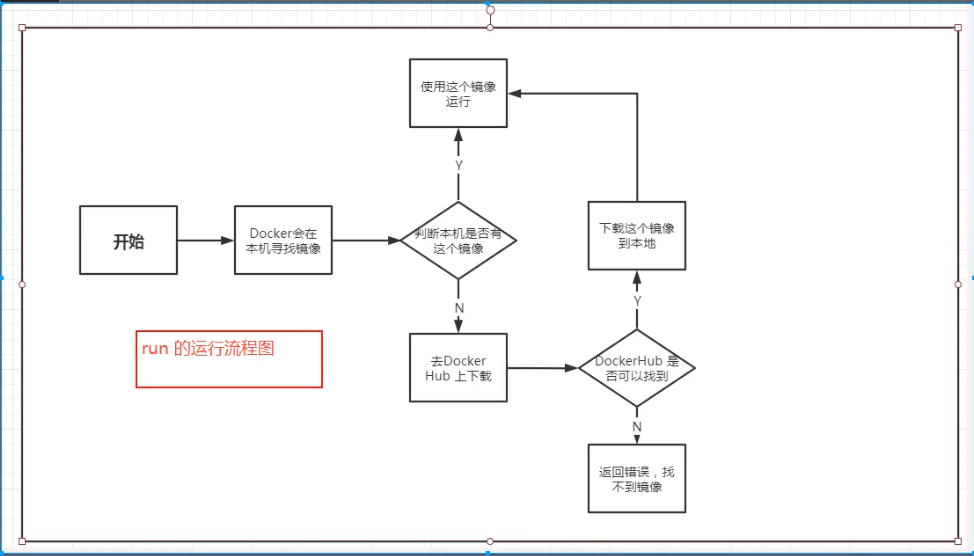 使用这个镜像
运行
Y
开始
Docker会在
本机寻找镜像
判断本机是否有
这个镜像
下载这个镜像
到本地
N
Y
run 的运行流程图
去Docker
Hub 上下载
DockerHub 是
否可以找到
N
返回错误，找
不到镜像